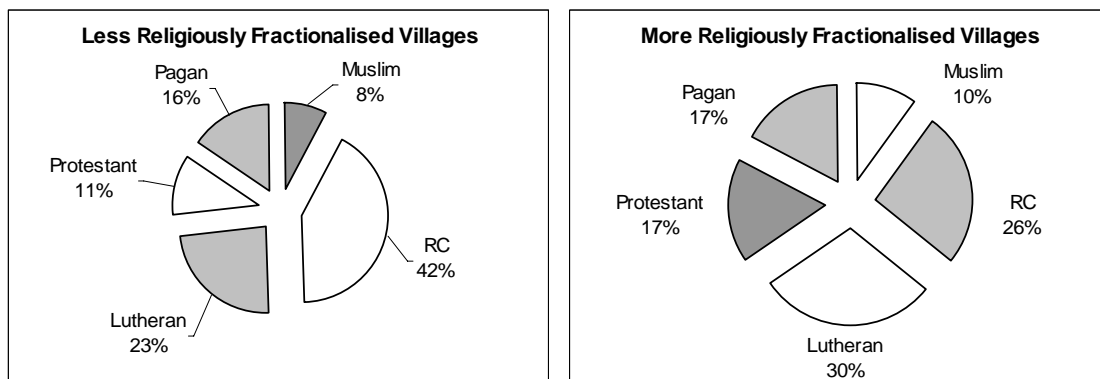 Less Religiously Fractionalised Villages
Pagan
16%
Muslim
8%
Protestant
11%
RC
42%
Lutheran
23%
More Religiously Fractionalised Villages
Muslim
10%
Pagan
17%
Protestant
17%
RC
26%
Lutheran
30%